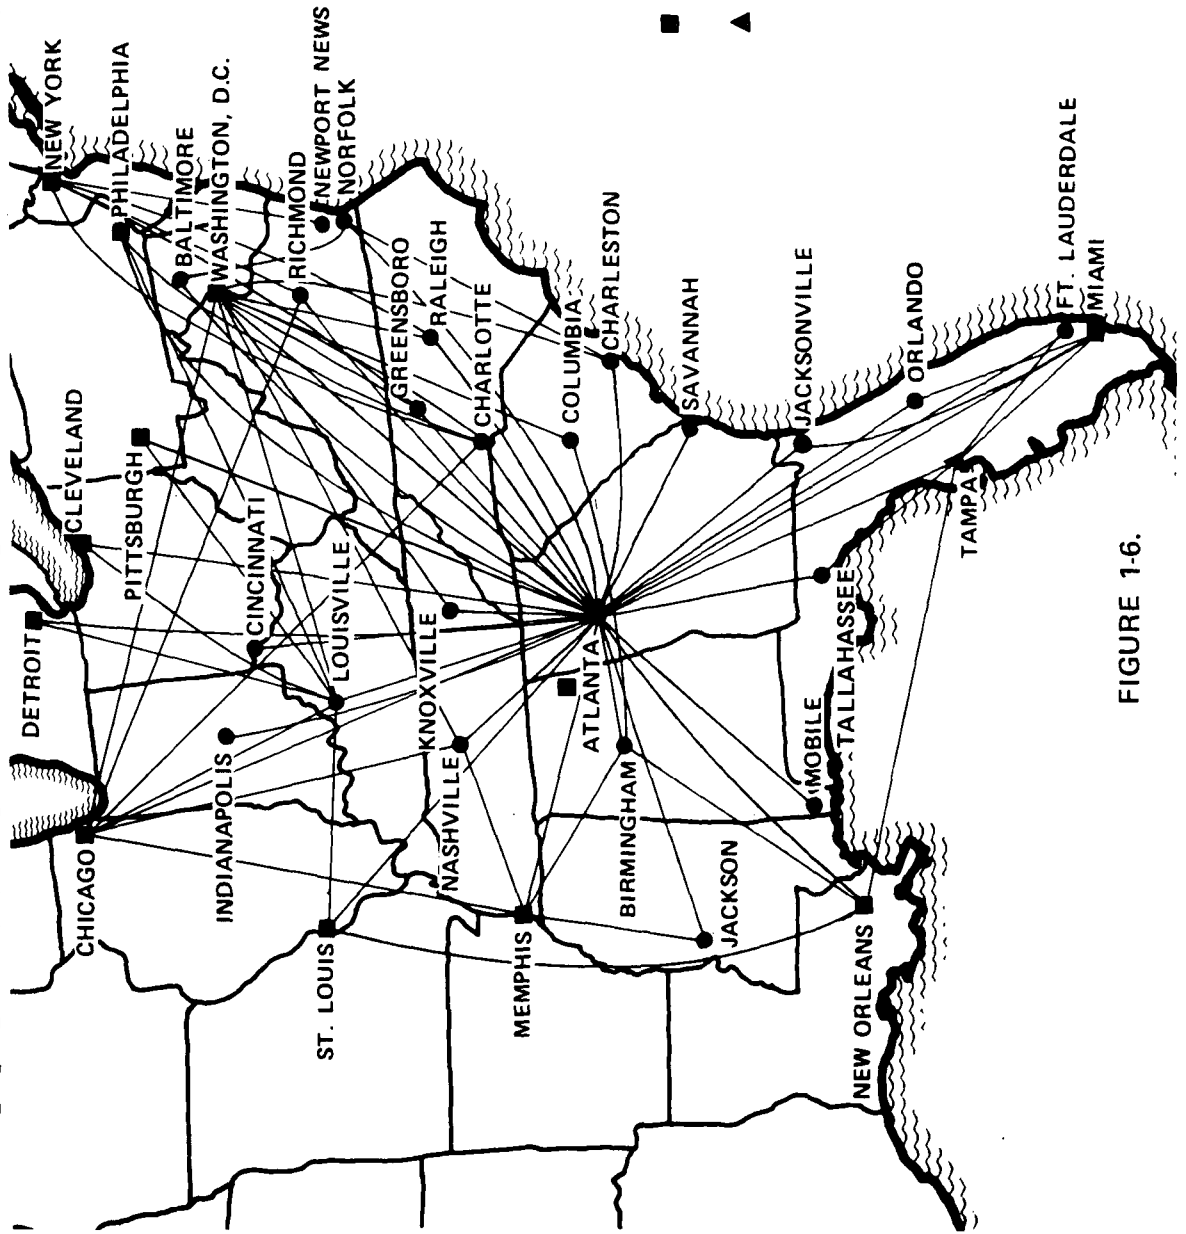 NEW YORK
PHILADELPHIA
BALTIMORE
WASHINGTON, D.C.
RICHMOND
NEWPORT NEWS
NORFOLK
CLEVELAND
PITTSBURGH
DETROIT
CINCINNATI
LOUISVILLE
GREENSBORO
RALEIGH
CHARLOTTE
COLUMBIA
CHARLESTON
SAVANNAH
JACKSONVILLE
ORLANDO
FT. LAUDERDALE
MIAMI
TAMPA
CHICAGO
INDIANAPOLIS
KNOXVILLE
NASHVILLE
ATLANTA
BIRMINGHAM
MOBILE
TALLAHASSEE
ST. LOUIS
MEMPHIS
JACKSON
NEW ORLEANS
FIGURE 1-6.